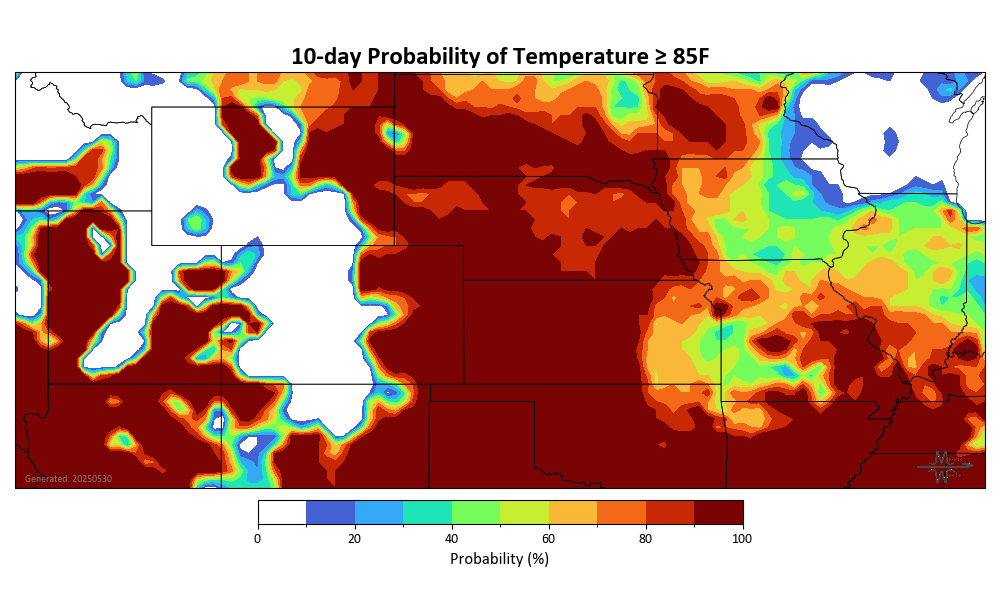 10-day Probability of Temperature ≥ 85F
Generated: 20250530
0 20 40 60 80 100
Probability (%)